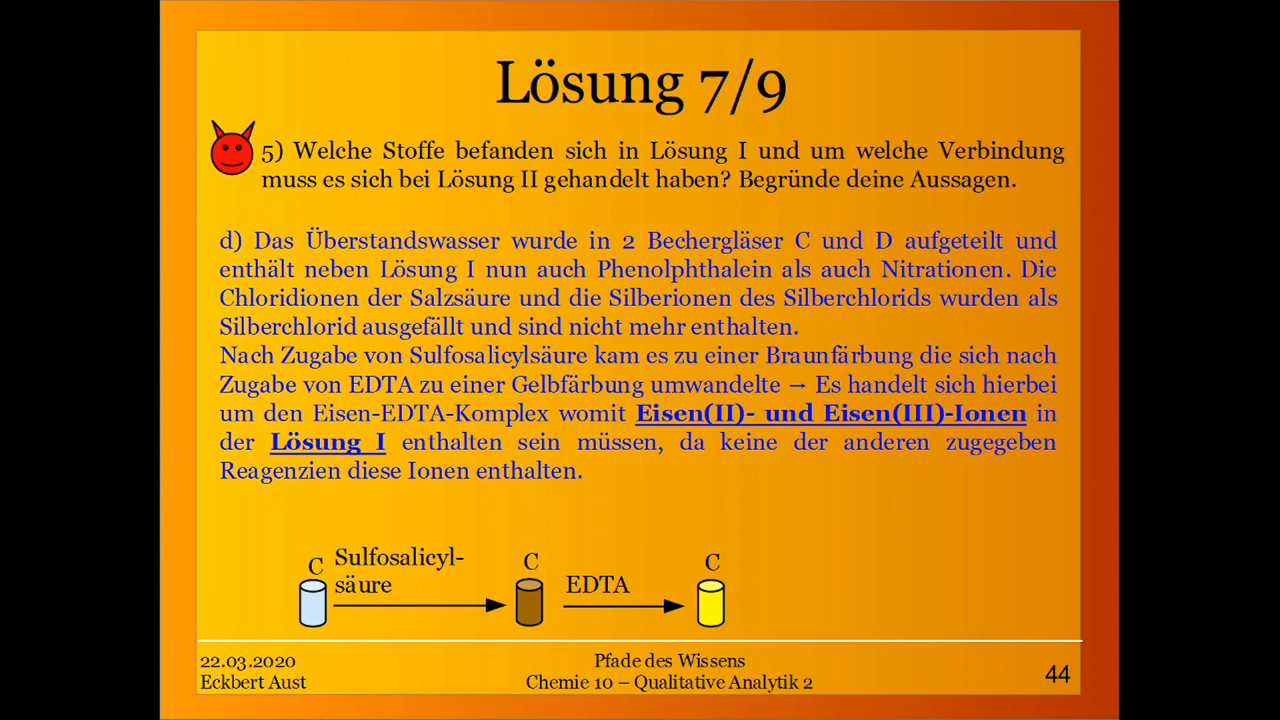 Lösung 7/9
5) Welche Stoffe befanden sich in Lösung I und um welche Verbindung
muss es sich bei Lösung II gehandelt haben? Begründe deine Aussagen.
d) Das Überstandswasser wurde in 2 Bechergläser C und D aufgeteilt und
enthält neben Lösung I nun auch Phenolphthalein als auch Nitrationen. Die
Chloridionen der Salzsäure und die Silberionen des Silberchlorids wurden als
Silberchlorid ausgefällt und sind nicht mehr enthalten.
Nach Zugabe von Sulfosalicylsäure kam es zu einer Braunfärbung die sich nach
Zugabe von EDTA zu einer Gelbfärbung umwandelte → Es handelt sich hierbei
um den Eisen-EDTA-Komplex womit Eisen(II)- und Eisen(III)-Ionen in
der Lösung I enthalten sein müssen, da keine der anderen zugegeben
Reagenzien diese Ionen enthalten.
C
Sulfosalicyl-
säure
C
EDTA
C
22.03.2020
Eckbert Aust
Pfade des Wissens
Chemie 10 – Qualitative Analytik 2
44